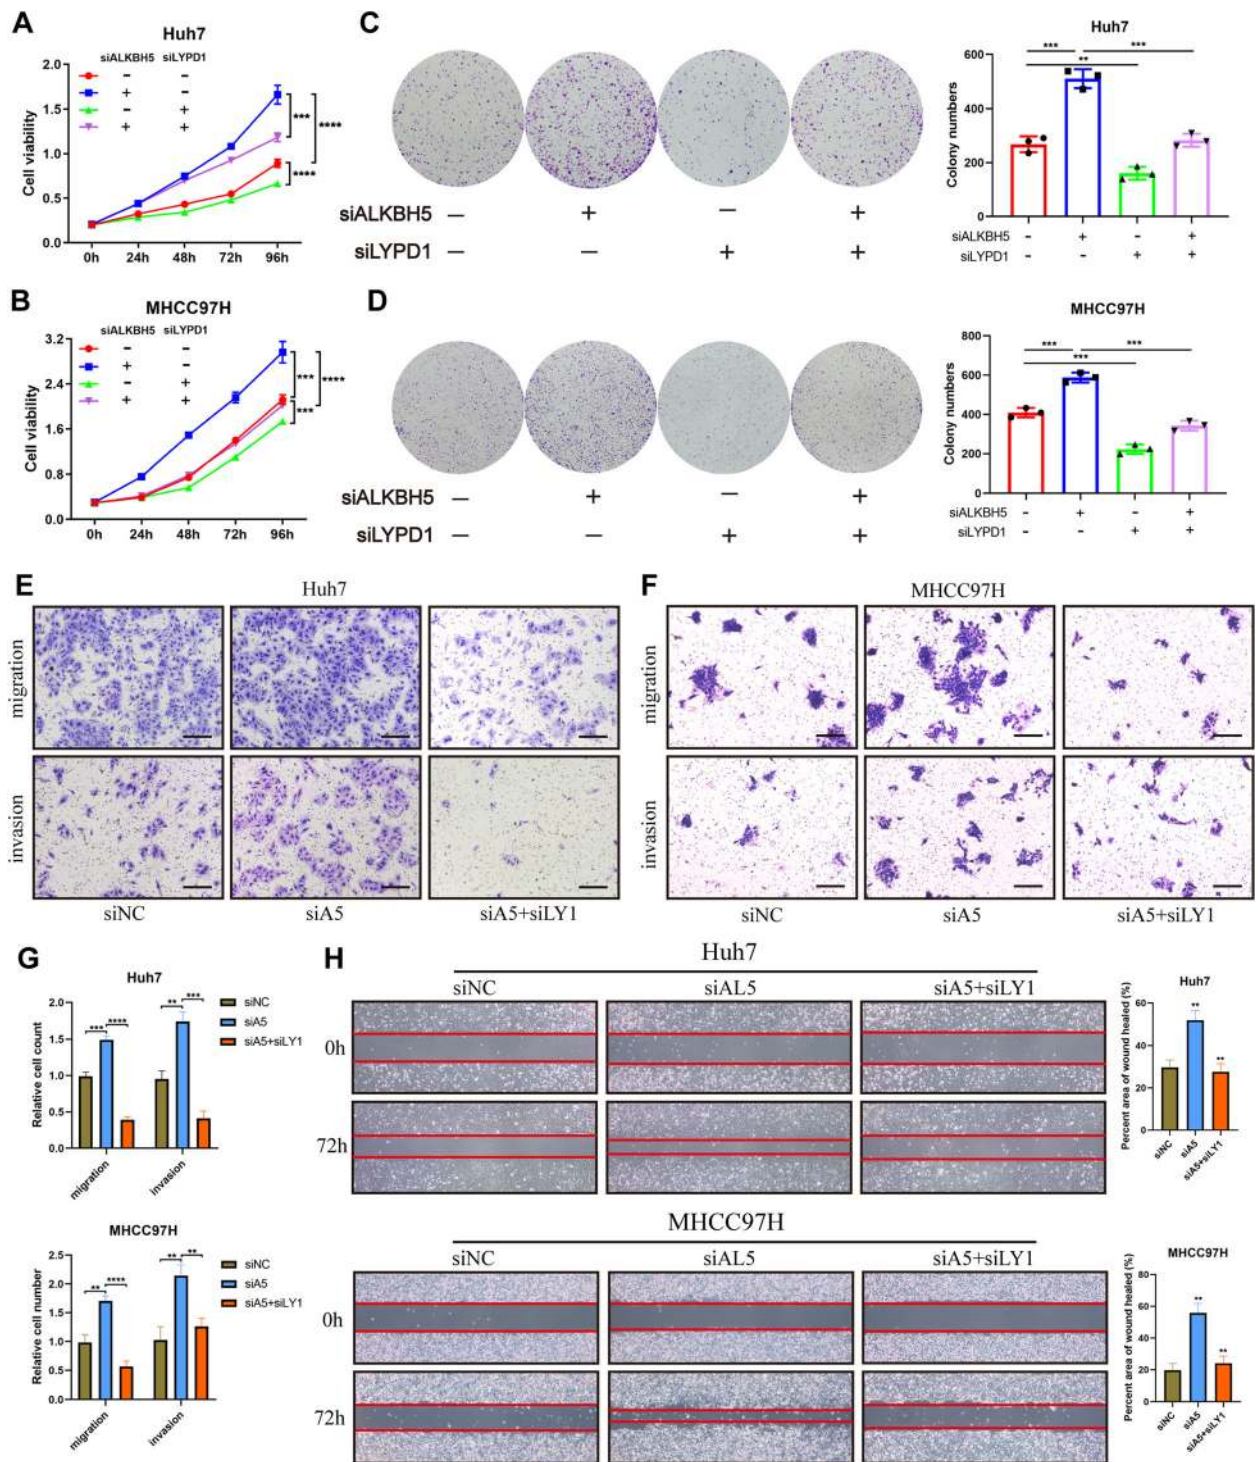 A
Huh7
siALKBH5 siLYPD1
- -
+ -
- +
+ +
Cell viability
2.0
1.5
1.0
0.5
0.0
***
****
****
0h 24h 48h 72h 96h
B
MHCC97H
siALKBH5 siLYPD1
- -
+ -
- +
+ +
Cell viability
3.2
2.4
1.6
0.8
0.0
***
****
***
0h 24h 48h 72h 96h
C
siALKBH5 – + – +
siLYPD1 – – + +
Huh7
Colony numbers
600
400
200
0
*** ***
**
siALKBH5 - + - +
siLYPD1 - - + +
D
siALKBH5 – + – +
siLYPD1 – – + +
MHCC97H
Colony numbers
800
600
400
200
0
*** ***
***
siALKBH5 - + - +
siLYPD1 - - + +
E
Huh7
migration
invasion
siNC siA5 siA5+siLY1
F
MHCC97H
migration
invasion
siNC siA5 siA5+siLY1
G
Huh7
Relative cell count
2.0
1.5
1.0
0.5
0.0
*** **** ** ***
migration invasion
siNC
siA5
siA5+siLY1
MHCC97H
Relative cell number
2.5
2.0
1.5
1.0
0.5
0.0
** **** ** **
migration invasion
siNC
siA5
siA5+siLY1
H
Huh7
siNC siAL5 siA5+siLY1
0h
72h
Huh7
Percent area of wound healed (%)
60
40
20
0
** **
siNC siA5 siA5+siLY1
MHCC97H
siNC siAL5 siA5+siLY1
0h
72h
MHCC97H
Percent area of wound healed (%)
80
60
40
20
0
** **
siNC siA5 siA5+siLY1